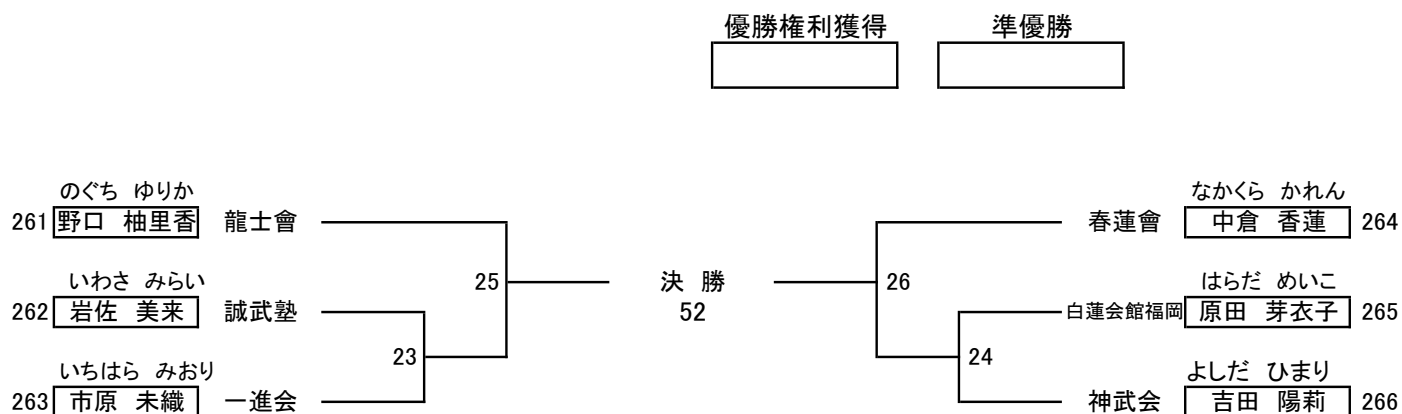 優勝権利獲得 準優勝
のぐち ゆりか なかくら かれん
261 野口 柚里香 龍士會 春蓮會 中倉 香蓮 264
いわさ みらい 25 決 勝 26 はらだ めいこ
262 岩佐 美来 誠武塾 52 白蓮会館福岡 原田 芽衣子 265
いちはら みおり 23 24 よしだ ひまり
263 市原 未織 一進会 神武会 吉田 陽莉 266